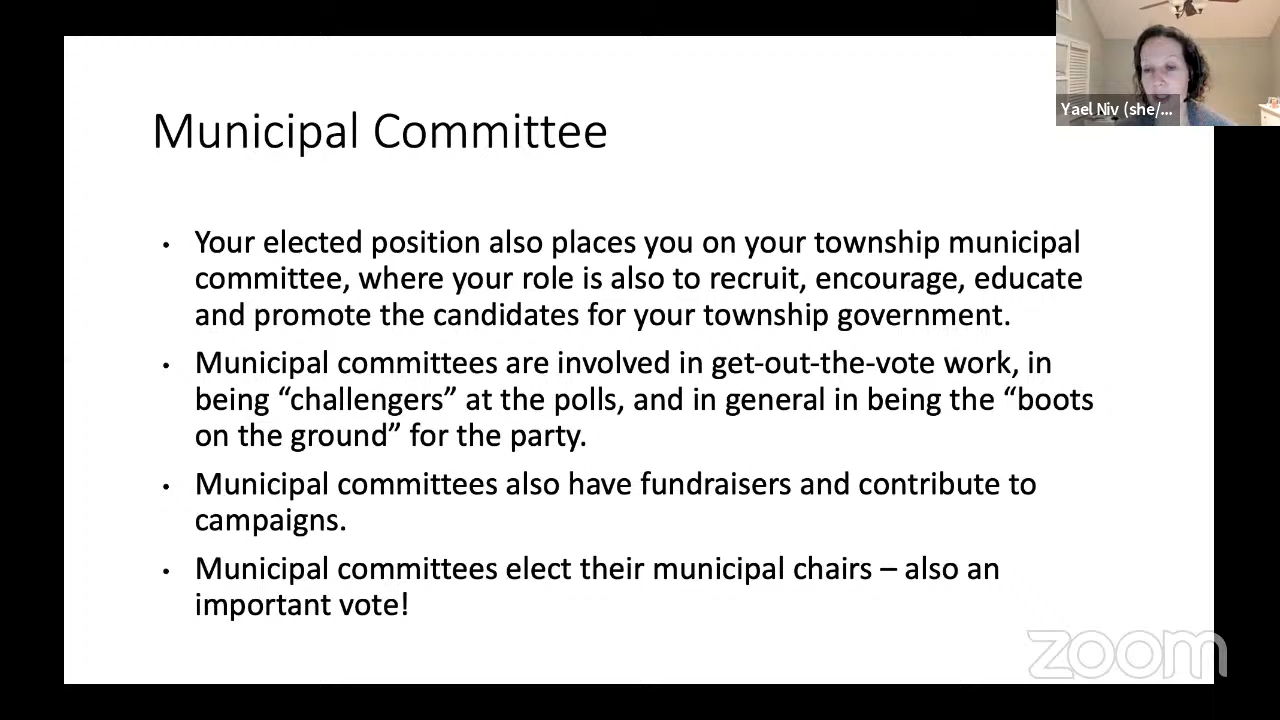 Yael Niv (she/...
Municipal Committee
• Your elected position also places you on your township municipal
committee, where your role is also to recruit, encourage, educate
and promote the candidates for your township government.
• Municipal committees are involved in get-out-the-vote work, in
being “challengers” at the polls, and in general in being the “boots
on the ground” for the party.
• Municipal committees also have fundraisers and contribute to
campaigns.
• Municipal committees elect their municipal chairs – also an
important vote!
zoom